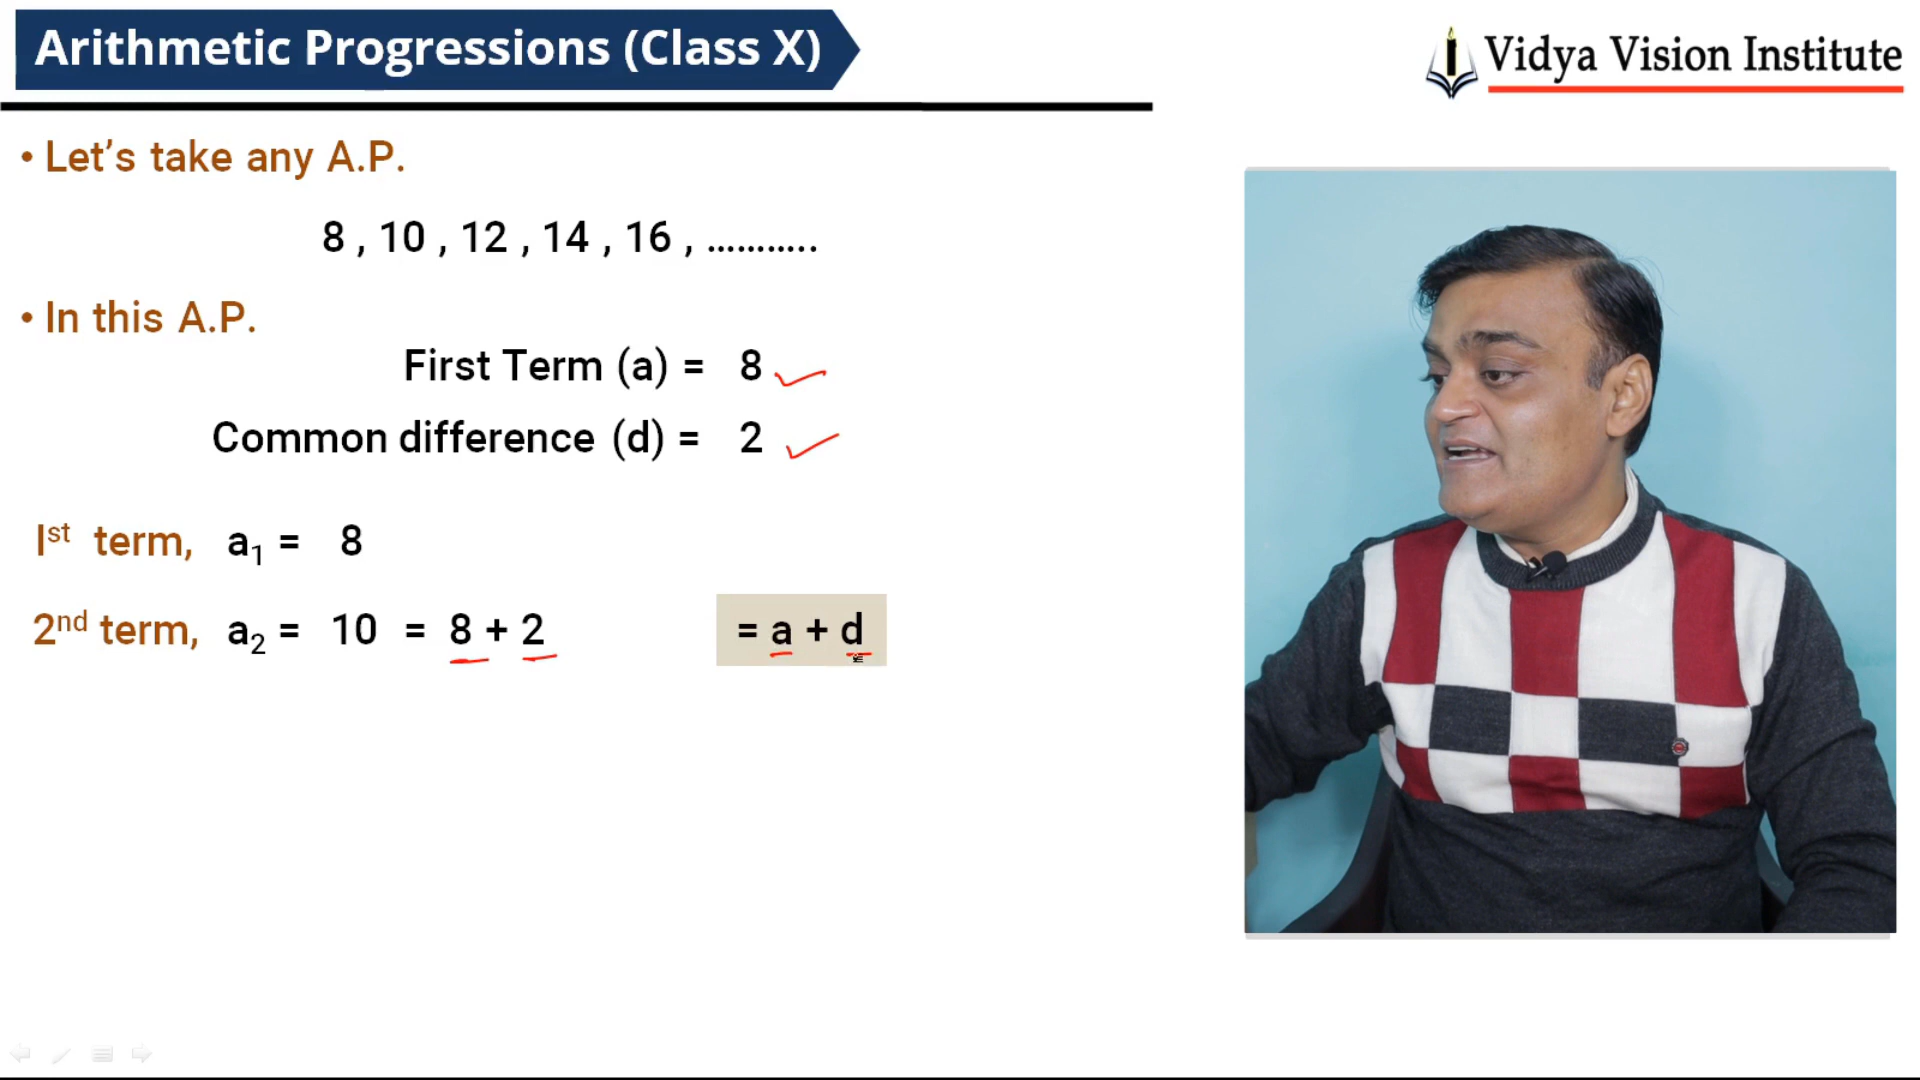 Arithmetic Progressions (Class X)
Vidya Vision Institute
• Let’s take any A.P.
8 , 10 , 12 , 14 , 16 , ...........
• In this A.P.
First Term (a) = 8
Common difference (d) = 2
Ist term, a1 = 8
2nd term, a2 = 10 = 8 + 2 = a + d